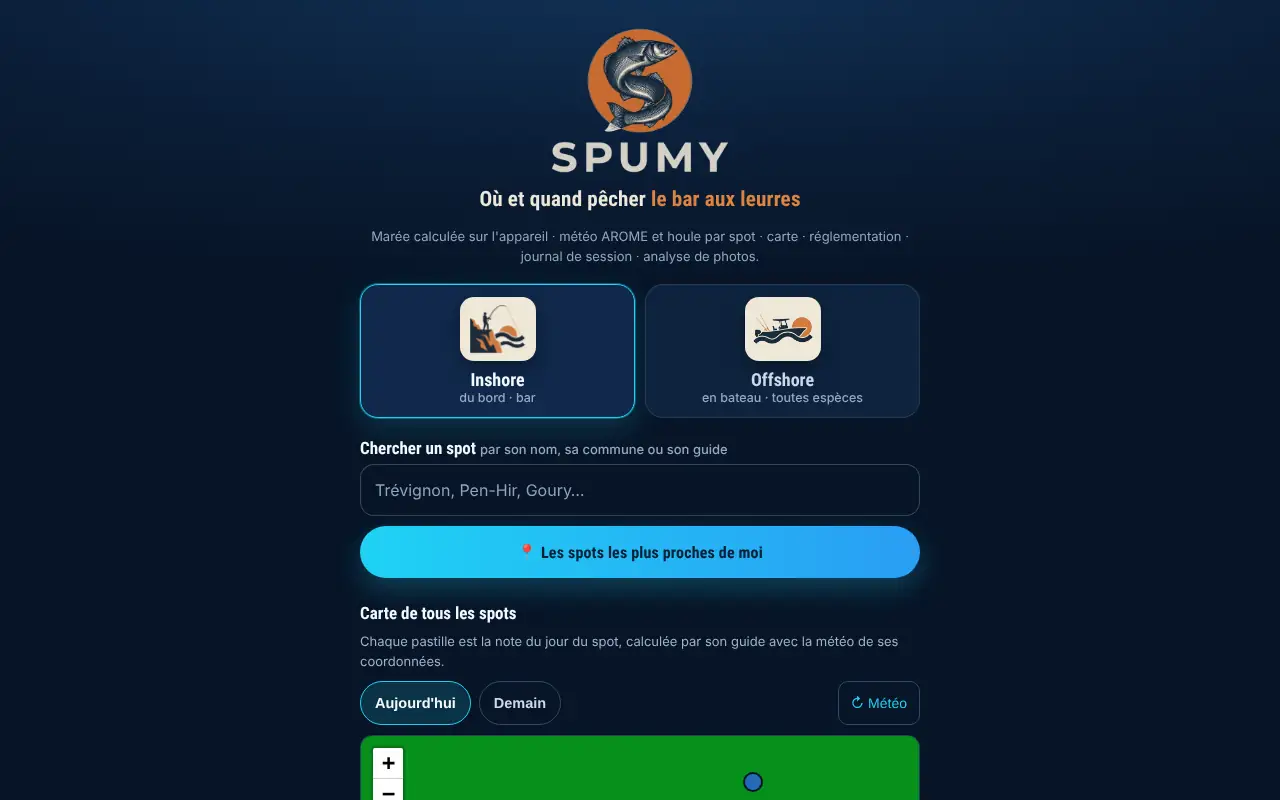 SPUMY
Où et quand pêcher le bar aux leurres
Marée calculée sur l'appareil · météo AROME et houle par spot · carte · réglementation ·
journal de session · analyse de photos.
Inshore
du bord · bar
Offshore
en bateau · toutes espèces
Chercher un spot par son nom, sa commune ou son guide
Trévignon, Pen-Hir, Goury...
📍 Les spots les plus proches de moi
Carte de tous les spots
Chaque pastille est la note du jour du spot, calculée par son guide avec la météo de ses
coordonnées.
Aujourd'hui
Demain
↻ Météo
+
−